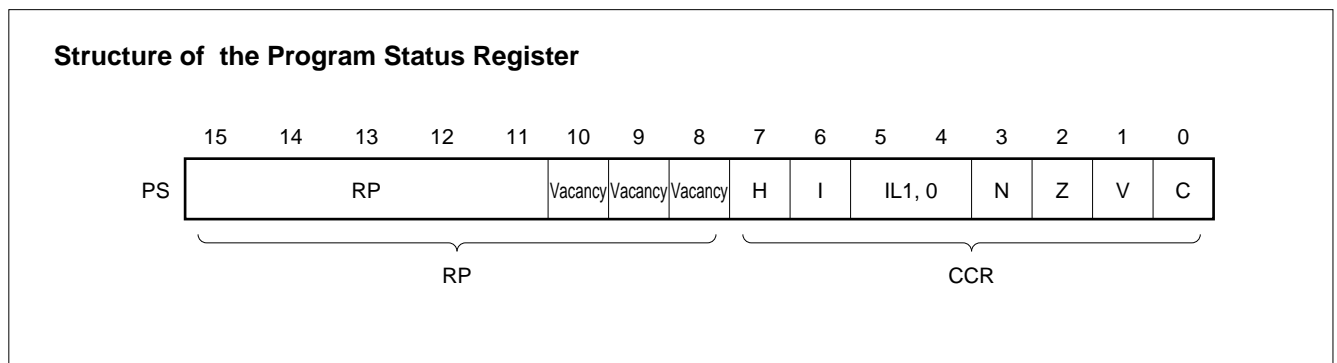 Structure of the Program Status Register
15 14 13 12 11 10 9 8 7 6 5 4 3 2 1 0
PS RP Vacancy Vacancy Vacancy H I IL1, 0 N Z V C
RP CCR